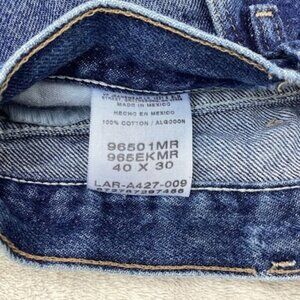 MADE IN MEXICO
HECHO EN MEXICO
100% COTTON / ALGODON
96501MR
965EKMR
40 X 30
LAR-A427-009